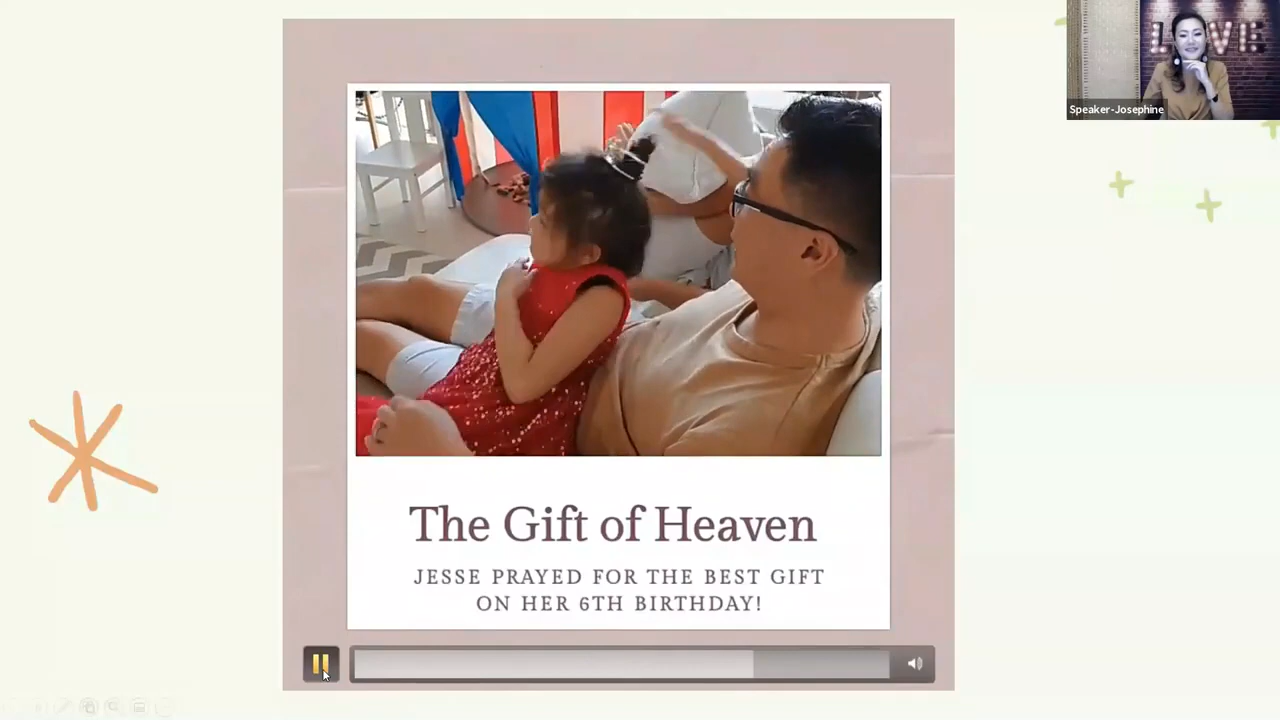 LOVE
Speaker-Josephine
The Gift of Heaven
JESSE PRAYED FOR THE BEST GIFT
ON HER 6TH BIRTHDAY!